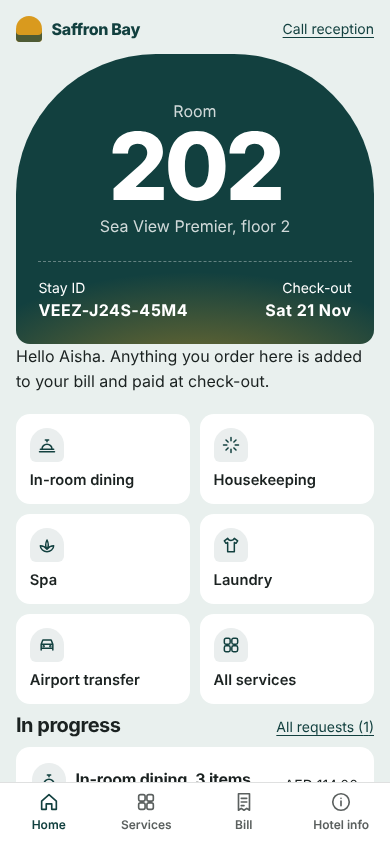 Saffron Bay
Call reception
Room
202
Sea View Premier, floor 2
Stay ID
Check-out
VEEZ-J24S-45M4
Sat 21 Nov
Hello Aisha. Anything you order here is added
to your bill and paid at check-out.
In-room dining
Housekeeping
Spa
Laundry
Airport transfer
All services
In progress
All requests (1)
In-room dining, 3 items
AED
Home
Services
Bill
Hotel info